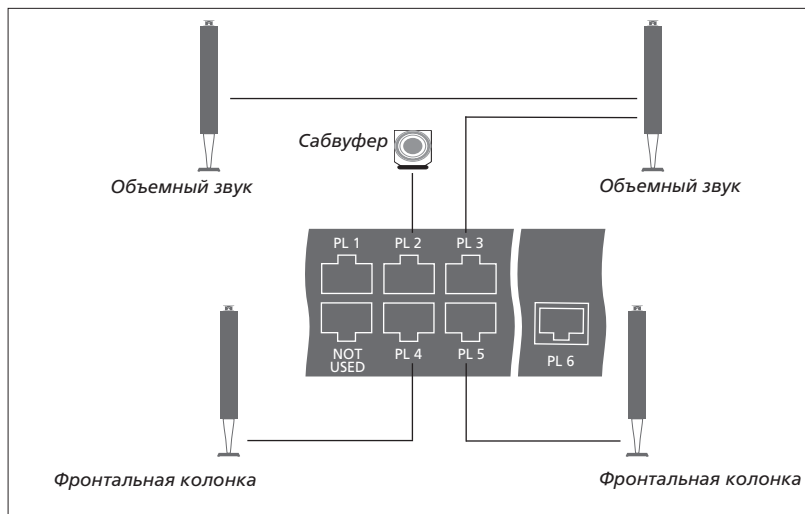 Сабвуфер
Объемный звук
Объемный звук
PL 1
PL 2
PL 3
NOT
USED
PL 4
PL 5
PL 6
Фронтальная колонка
Фронтальная колонка